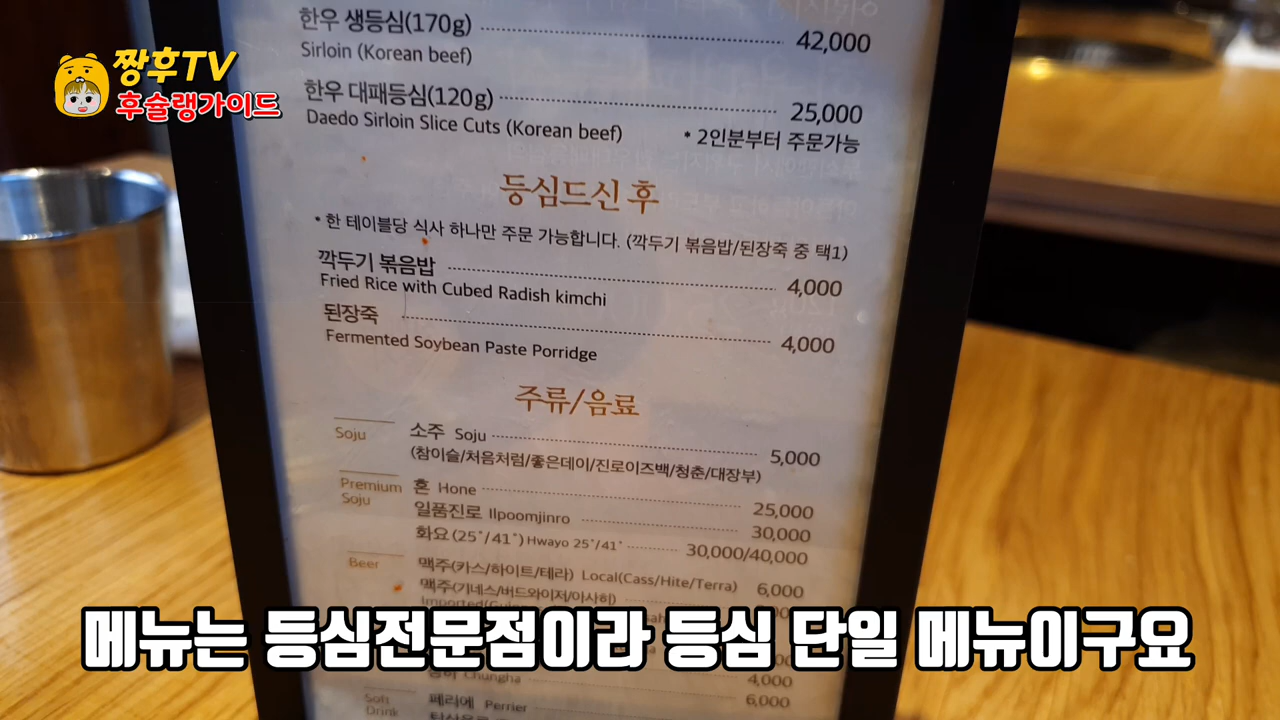 짱후TV
후슐랭가이드
한우 생등심(170g) 42,000
Sirloin (Korean beef)
한우 대패등심(120g) 25,000
Daedo Sirloin Slice Cuts (Korean beef) * 2인분부터 주문가능
등심드신 후
* 한 테이블당 식사 하나만 주문 가능합니다. (깍두기 볶음밥/된장죽 중 택1)
깍두기 볶음밥 4,000
Fried Rice with Cubed Radish kimchi
된장죽 4,000
Fermented Soybean Paste Porridge
주류/음료
Soju 소주 Soju 5,000
(참이슬/처음처럼/좋은데이/진로이즈백/청춘/대장부)
Premium Soju 혼 Hone 25,000
일품진로 Ilpoomjinro 30,000
화요 (25˚/41˚) Hwayo 25˚/41˚ 30,000/40,000
Beer 맥주(카스/하이트/테라) Local(Cass/Hite/Terra) 6,000
맥주(기네스/버드와이저/아사히)
메뉴는 등심전문점이라 등심 단일 메뉴이구요
Chungha 4,000
Soft Drink 페리에 Perrier 6,000